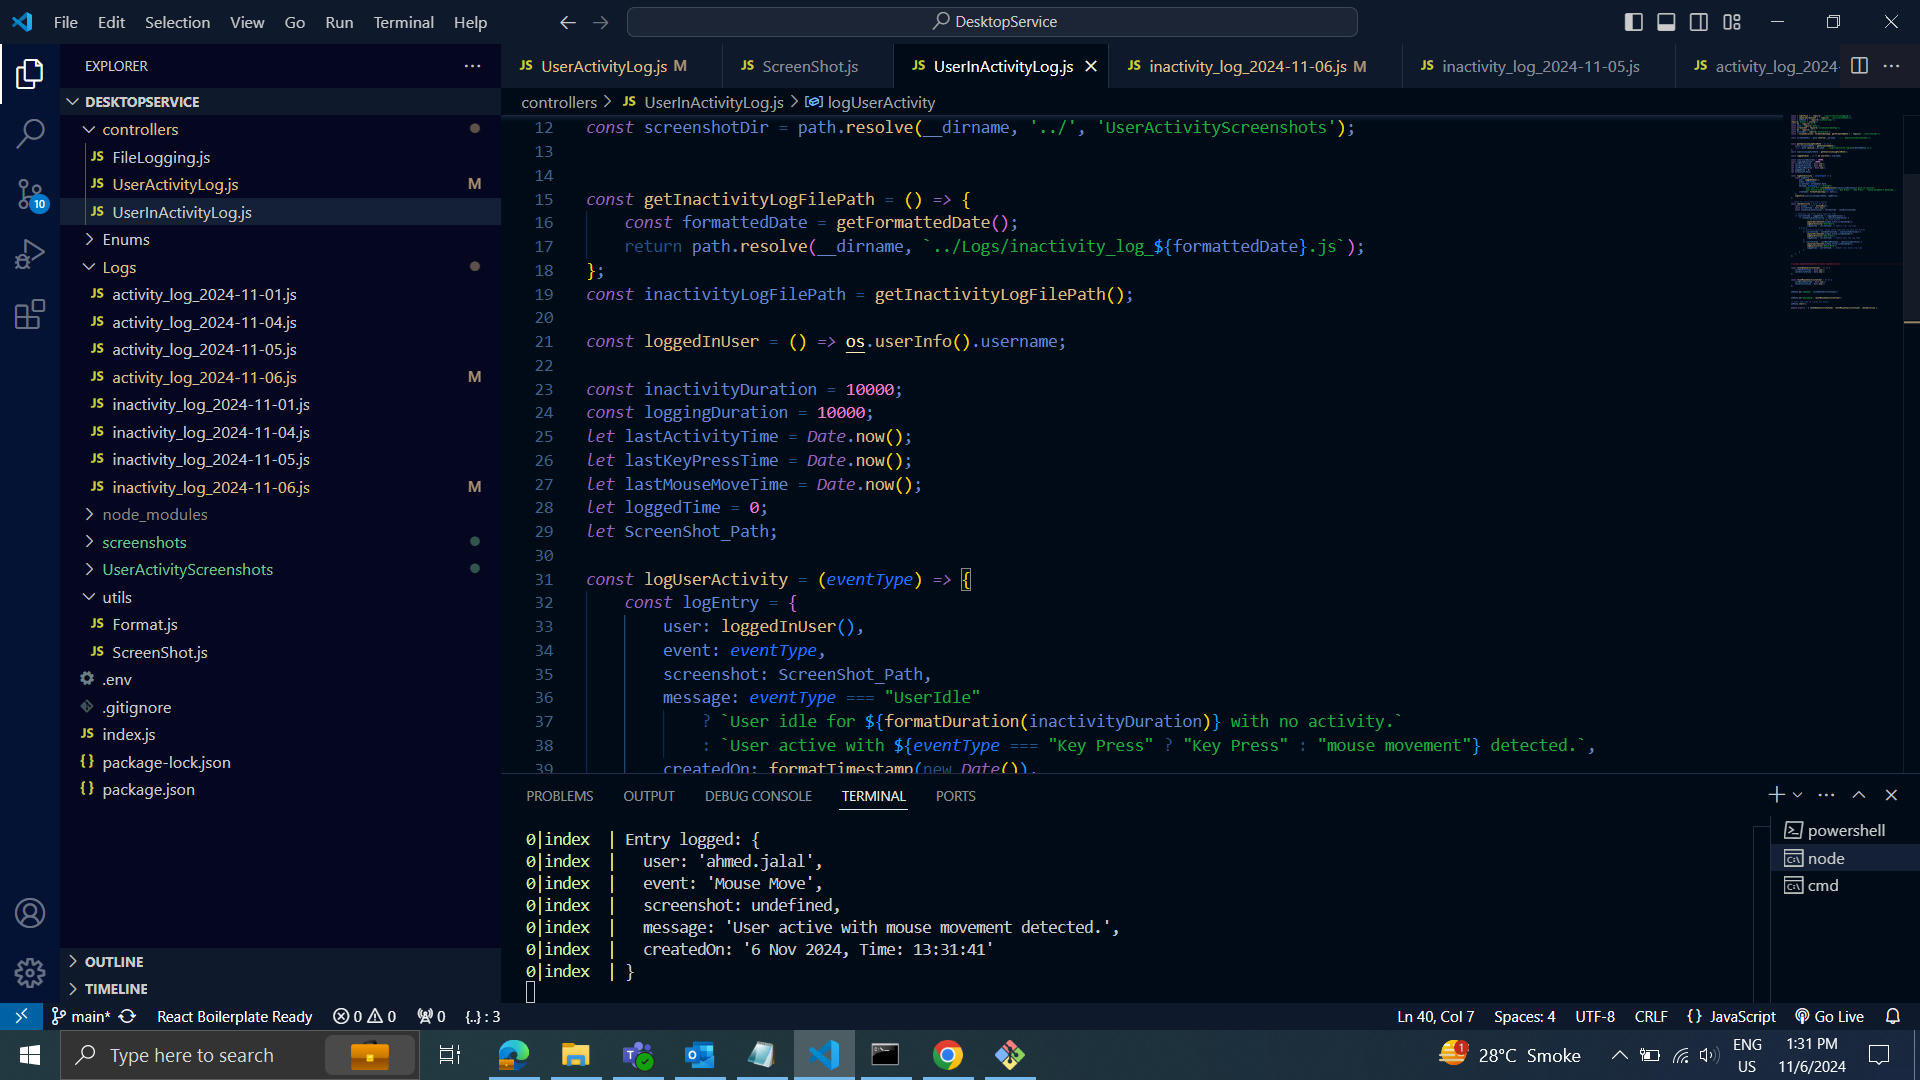 File Edit Selection View Go Run Terminal Help
DesktopService
EXPLORER
DESKTOPSERVICE
controllers
JS FileLogging.js
JS UserActivityLog.js M
JS UserInActivityLog.js
Enums
Logs
JS activity_log_2024-11-01.js
JS activity_log_2024-11-04.js
JS activity_log_2024-11-05.js
JS activity_log_2024-11-06.js M
JS inactivity_log_2024-11-01.js
JS inactivity_log_2024-11-04.js
JS inactivity_log_2024-11-05.js
JS inactivity_log_2024-11-06.js M
node_modules
screenshots
UserActivityScreenshots
utils
JS Format.js
JS ScreenShot.js
.env
.gitignore
JS index.js
{} package-lock.json
{} package.json
OUTLINE
TIMELINE
10
JS UserActivityLog.js M
JS ScreenShot.js
JS UserInActivityLog.js
JS inactivity_log_2024-11-06.js M
JS inactivity_log_2024-11-05.js
JS activity_log_2024-
controllers > JS UserInActivityLog.js > logUserActivity
12 const screenshotDir = path.resolve(__dirname, '../', 'UserActivityScreenshots');
13
14
15 const getInactivityLogFilePath = () => {
16 const formattedDate = getFormattedDate();
17 return path.resolve(__dirname, `../Logs/inactivity_log_${formattedDate}.js`);
18 };
19 const inactivityLogFilePath = getInactivityLogFilePath();
20
21 const loggedInUser = () => os.userInfo().username;
22
23 const inactivityDuration = 10000;
24 const loggingDuration = 10000;
25 let lastActivityTime = Date.now();
26 let lastKeyPressTime = Date.now();
27 let lastMouseMoveTime = Date.now();
28 let loggedTime = 0;
29 let ScreenShot_Path;
30
31 const logUserActivity = (eventType) => {
32 const logEntry = {
33 user: loggedInUser(),
34 event: eventType,
35 screenshot: ScreenShot_Path,
36 message: eventType === "UserIdle"
37 ? `User idle for ${formatDuration(inactivityDuration)} with no activity.`
38 : `User active with ${eventType === "Key Press" ? "Key Press" : "mouse movement"} detected.`,
39 createdOn: formatTimestamp(new Date()),
PROBLEMS OUTPUT DEBUG CONSOLE TERMINAL PORTS
0|index | Entry logged: {
0|index | user: 'ahmed.jalal',
0|index | event: 'Mouse Move',
0|index | screenshot: undefined,
0|index | message: 'User active with mouse movement detected.',
0|index | createdOn: '6 Nov 2024, Time: 13:31:41'
0|index | }
powershell
node
cmd
main* React Boilerplate Ready 0 0 0 {..} : 3
Ln 40, Col 7 Spaces: 4 UTF-8 CRLF {} JavaScript Go Live
Type here to search
1
28°C Smoke
ENG
US
1:31 PM
11/6/2024